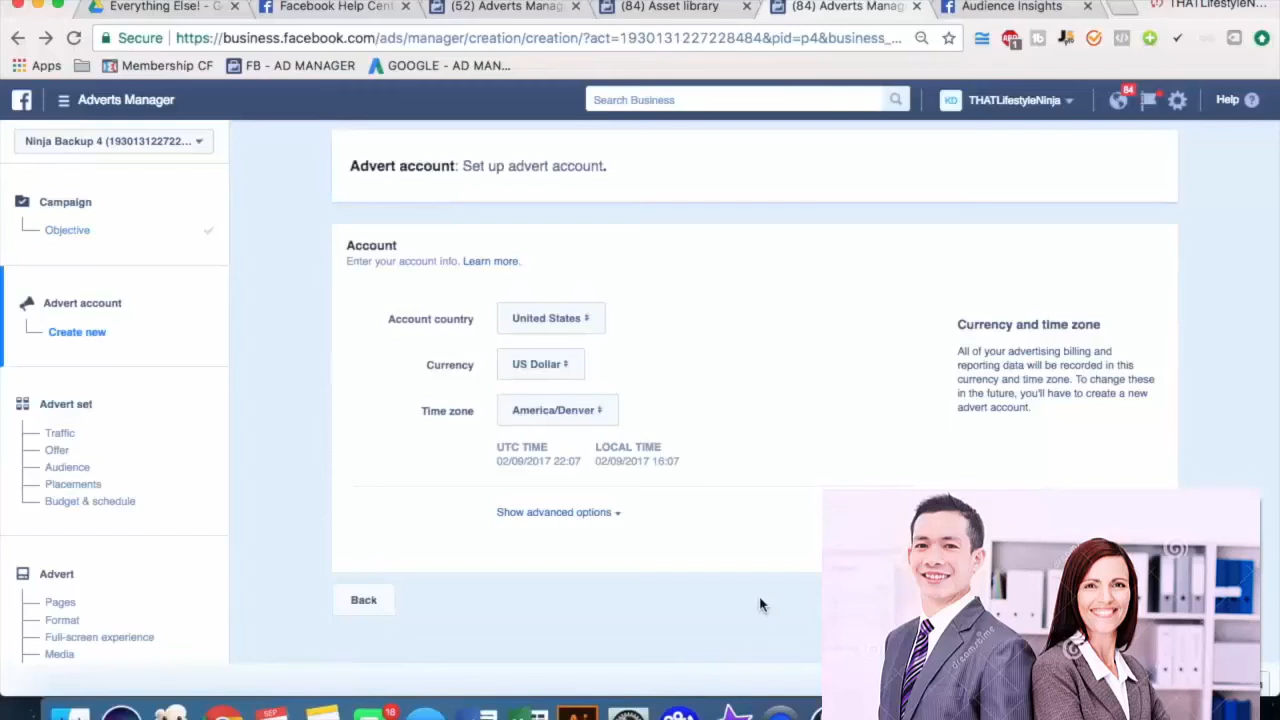 Everything Else! - G
Facebook Help Cent
(52) Adverts Mana
(84) Asset library
(84) Adverts Mana
Audience Insights
THATLifestyleN...
Secure
https://business.facebook.com/ads/manager/creation/creation/?act=1930131227228484&pid=p4&business_...
Apps
Membership CF
FB - AD MANAGER
GOOGLE - AD MAN...
Adverts Manager
Search Business
KD
THATLifestyleNinja
84
Help
Ninja Backup 4 (193013122722...
Campaign
Objective
Advert account
Create new
Advert set
Traffic
Offer
Audience
Placements
Budget & schedule
Advert
Pages
Format
Full-screen experience
Media
Advert account: Set up advert account.
Account
Enter your account info. Learn more.
Account country
United States
Currency
US Dollar
Time zone
America/Denver
UTC TIME
LOCAL TIME
02/09/2017 22:07
02/09/2017 16:07
Show advanced options
Back
Currency and time zone
All of your advertising billing and
reporting data will be recorded in this
currency and time zone. To change these
in the future, you'll have to create a new
advert account.
dreamstime
SEP
18